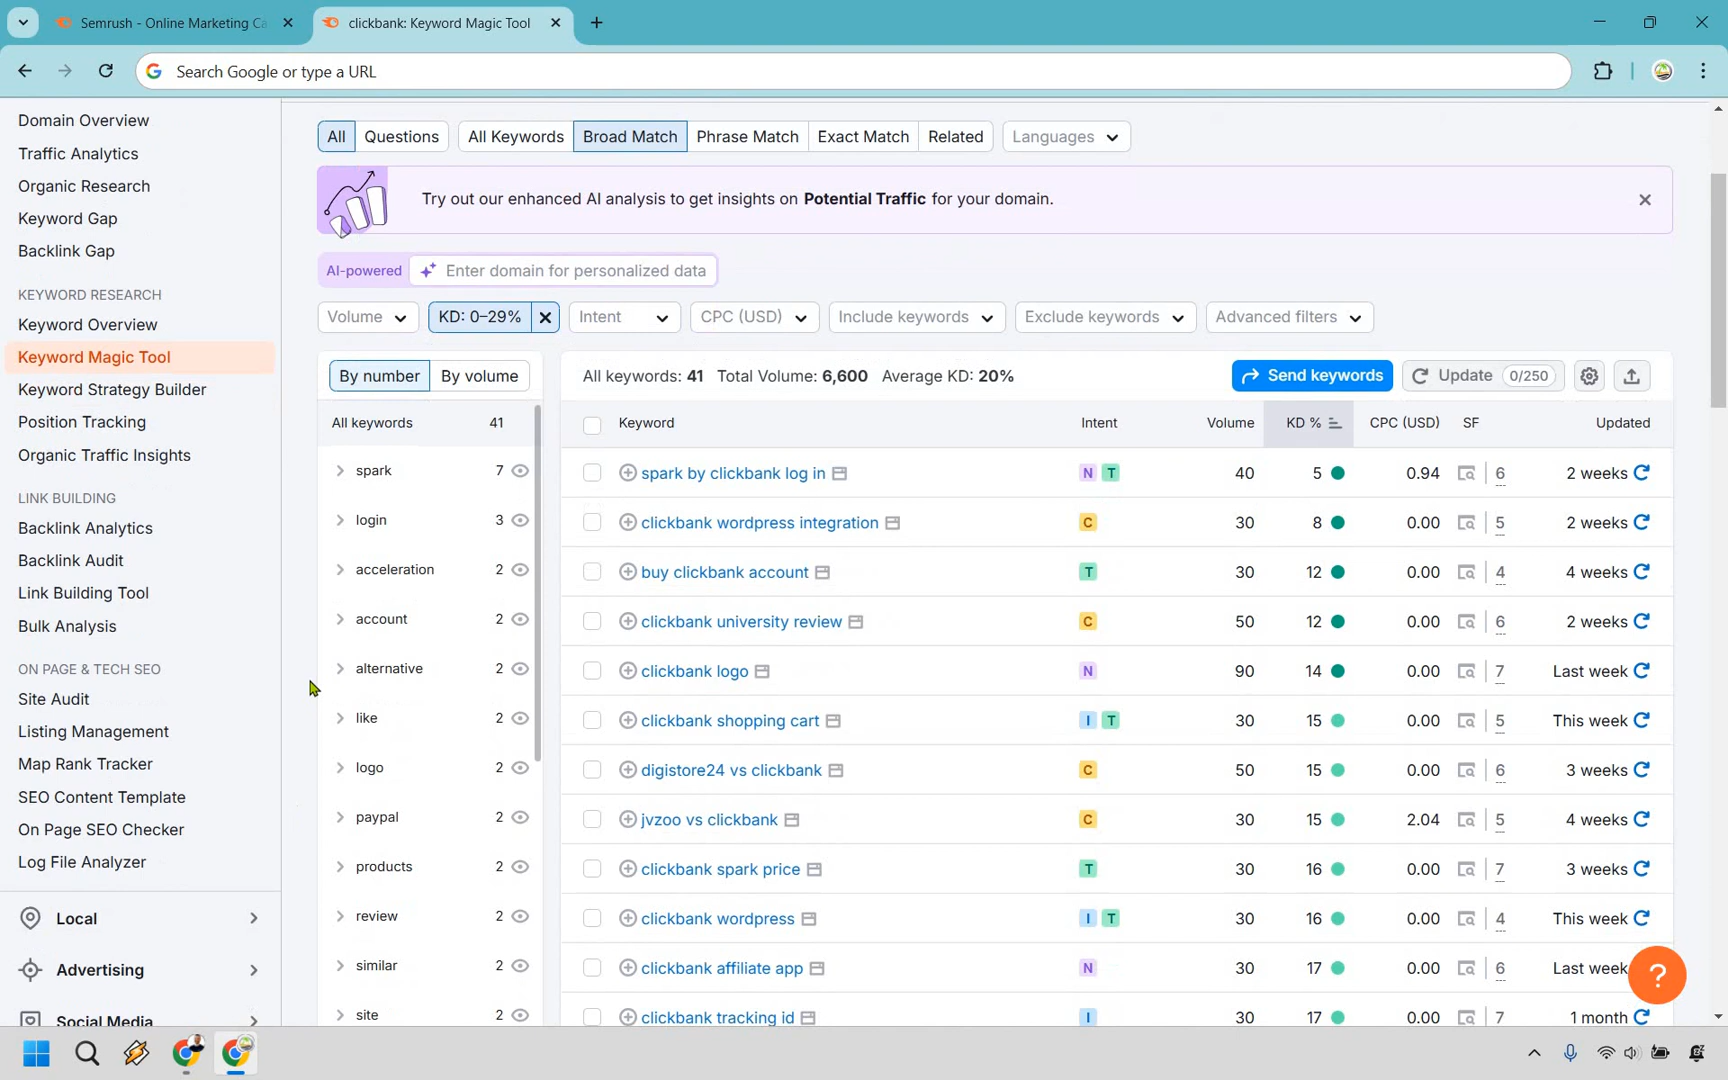 Semrush - Online Marketing Ca
clickbank: Keyword Magic Tool
Search Google or type a URL
Domain Overview
Traffic Analytics
Organic Research
Keyword Gap
Backlink Gap
KEYWORD RESEARCH
Keyword Overview
Keyword Magic Tool
Keyword Strategy Builder
Position Tracking
Organic Traffic Insights
LINK BUILDING
Backlink Analytics
Backlink Audit
Link Building Tool
Bulk Analysis
ON PAGE & TECH SEO
Site Audit
Listing Management
Map Rank Tracker
SEO Content Template
On Page SEO Checker
Log File Analyzer
Local
Advertising
Social Media
All Questions All Keywords Broad Match Phrase Match Exact Match Related Languages
Try out our enhanced AI analysis to get insights on Potential Traffic for your domain.
AI-powered Enter domain for personalized data
Volume KD: 0–29% Intent CPC (USD) Include keywords Exclude keywords Advanced filters
By number By volume
All keywords 41
spark 7
login 3
acceleration 2
account 2
alternative 2
like 2
logo 2
paypal 2
products 2
review 2
similar 2
site 2
All keywords: 41 Total Volume: 6,600 Average KD: 20% Send keywords Update 0/250
Keyword Intent Volume KD % CPC (USD) SF Updated
spark by clickbank log in N T 40 5 0.94 6 2 weeks
clickbank wordpress integration C 30 8 0.00 5 2 weeks
buy clickbank account T 30 12 0.00 4 4 weeks
clickbank university review C 50 12 0.00 6 2 weeks
clickbank logo N 90 14 0.00 7 Last week
clickbank shopping cart I T 30 15 0.00 5 This week
digistore24 vs clickbank C 50 15 0.00 6 3 weeks
jvzoo vs clickbank C 30 15 2.04 5 4 weeks
clickbank spark price T 30 16 0.00 7 3 weeks
clickbank wordpress I T 30 16 0.00 4 This week
clickbank affiliate app N 30 17 0.00 6 Last week
clickbank tracking id I 30 17 0.00 7 1 month
?